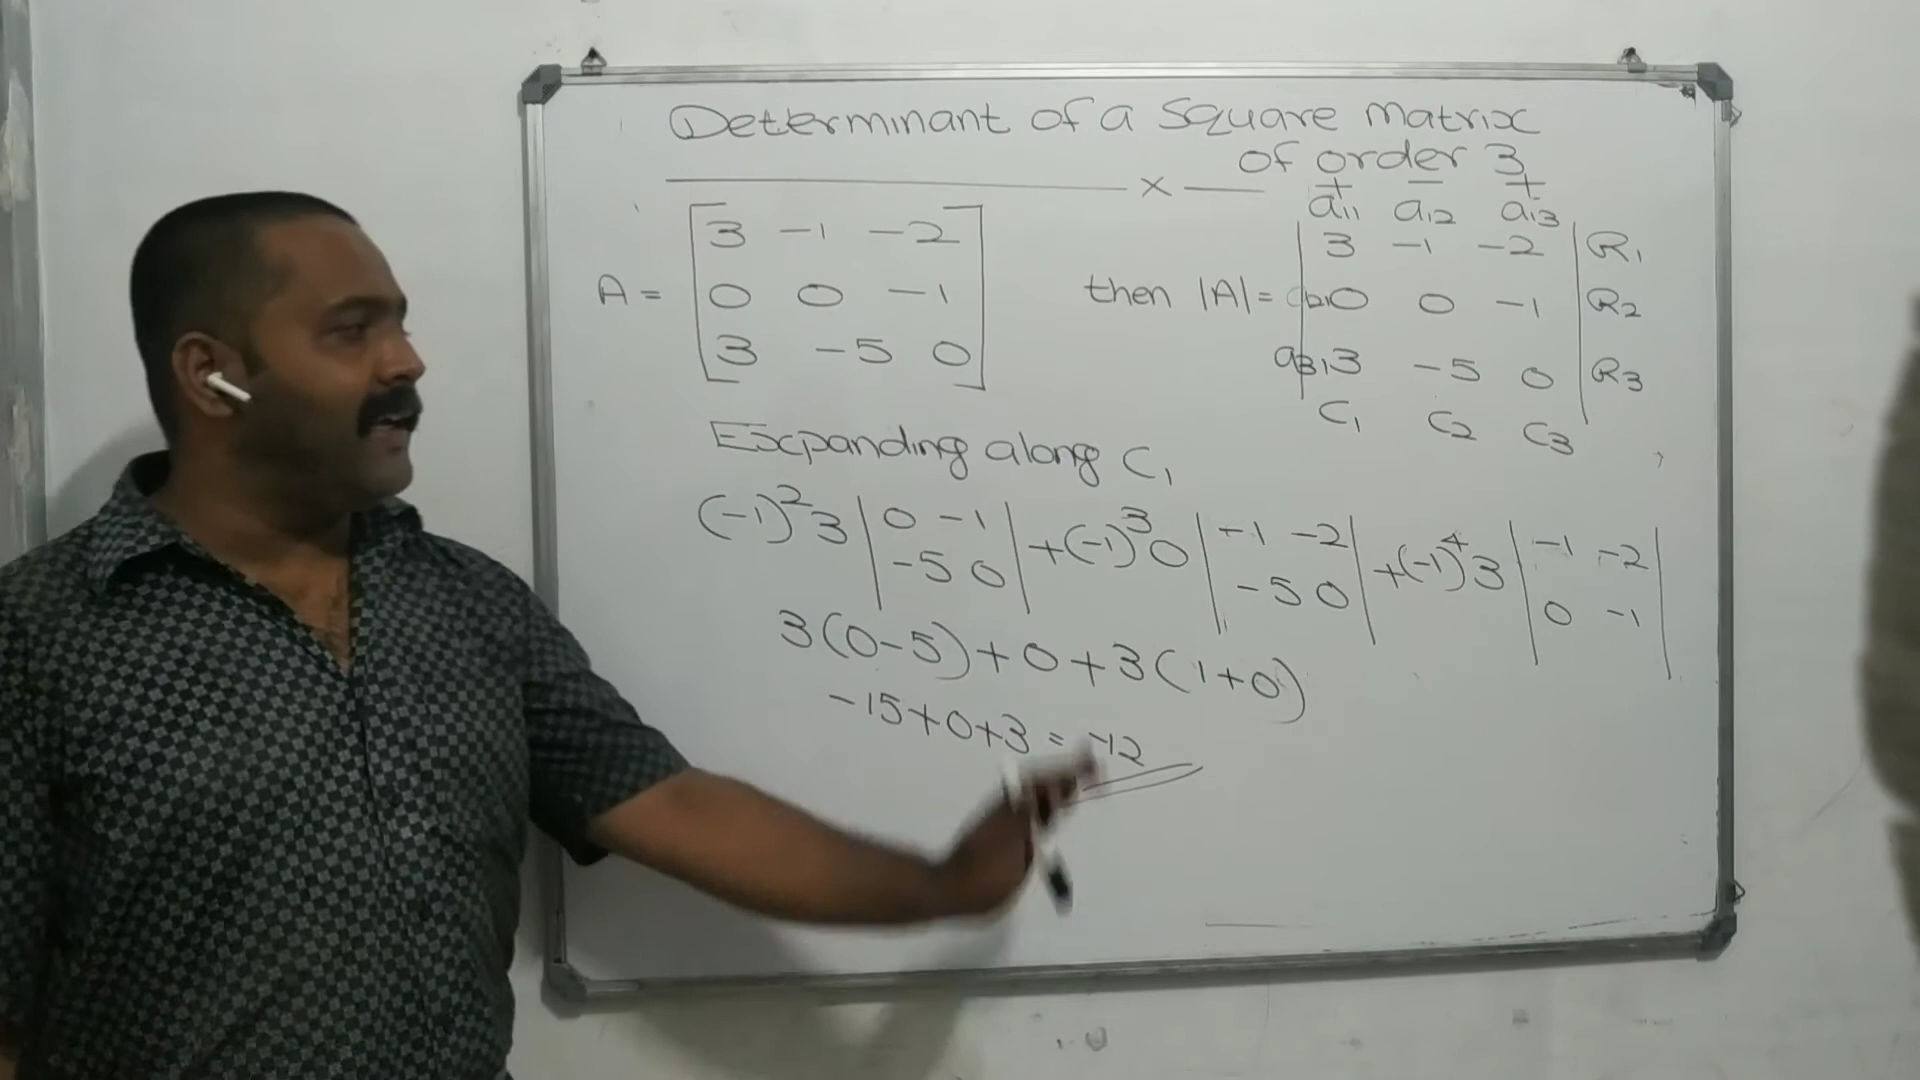 Determinant of a square matrix
of order 3
× + − +
a11 a12 a13
A = [ 3 −1 −2 ] then |A| = | 3 −1 −2 | R1
[ 0 0 −1 ] a21 | 0 0 −1 | R2
[ 3 −5 0 ] a31 | 3 −5 0 | R3
C1 C2 C3
Expanding along C1
(−1)^2 3 | 0 −1 | + (−1)^3 0 | −1 −2 | + (−1)^4 3 | −1 −2 |
| −5 0 | | −5 0 | | 0 −1 |
3(0−5)+0+3(1+0)
−15+0+3 = −12